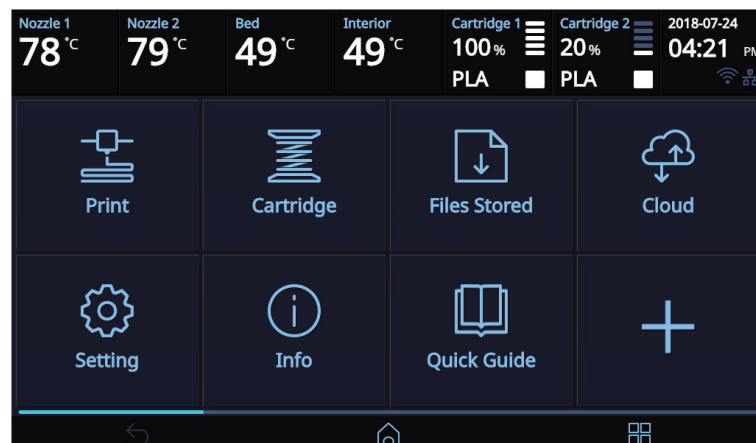 Nozzle 1
78 °C
Nozzle 2
79 °C
Bed
49 °C
Interior
49 °C
Cartridge 1
100 %
PLA
Cartridge 2
20 %
PLA
2018-07-24
04:21 PM
Print
Cartridge
Files Stored
Cloud
Setting
Info
Quick Guide